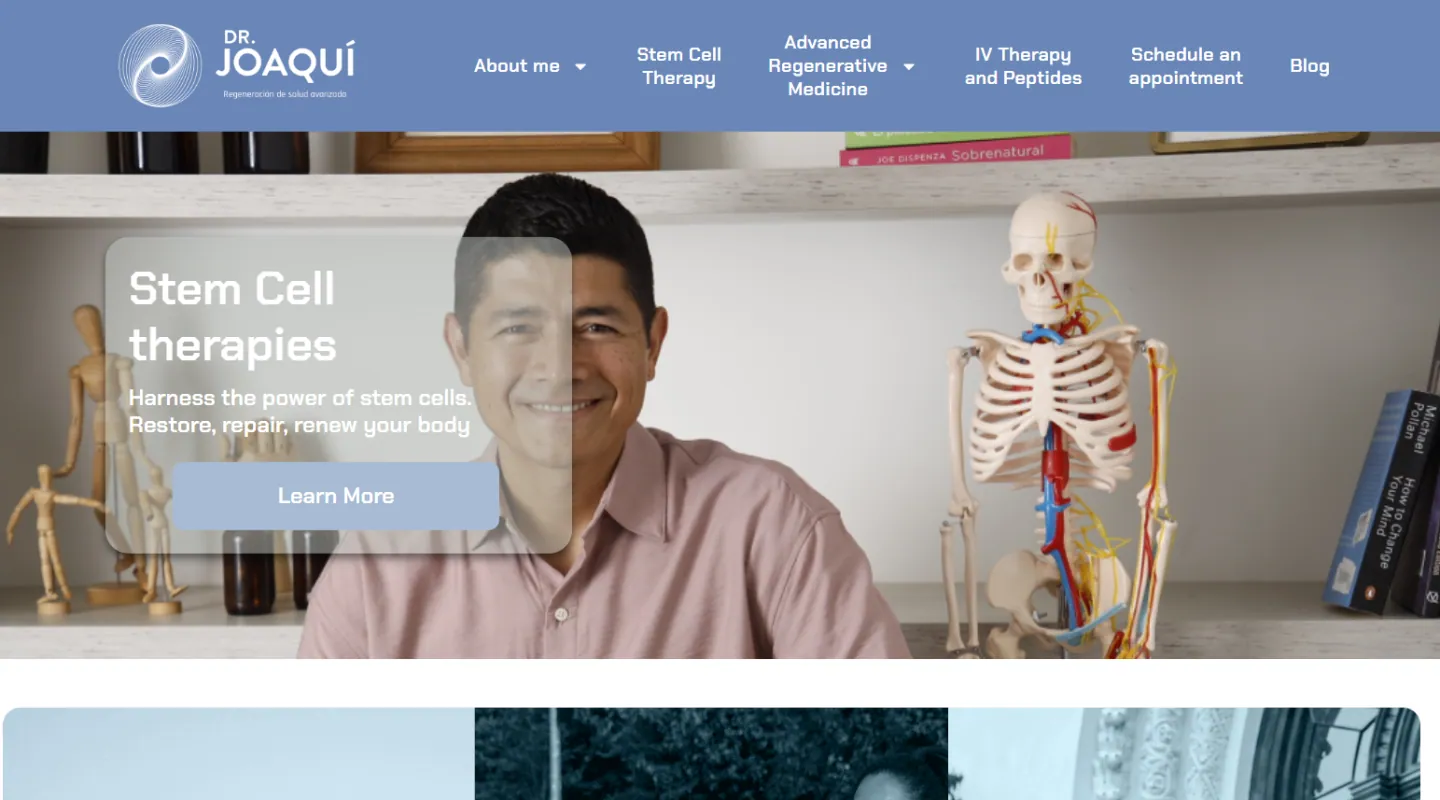 DR.
JOAQUÍ
Regeneración de salud avanzada
About me
Stem Cell
Therapy
Advanced
Regenerative
Medicine
IV Therapy
and Peptides
Schedule an
appointment
Blog
JOE DISPENZA Sobrenatural
Stem Cell
therapies
Harness the power of stem cells.
Restore, repair, renew your body
Learn More
Michael
Pollan
How to Change
Your Mind